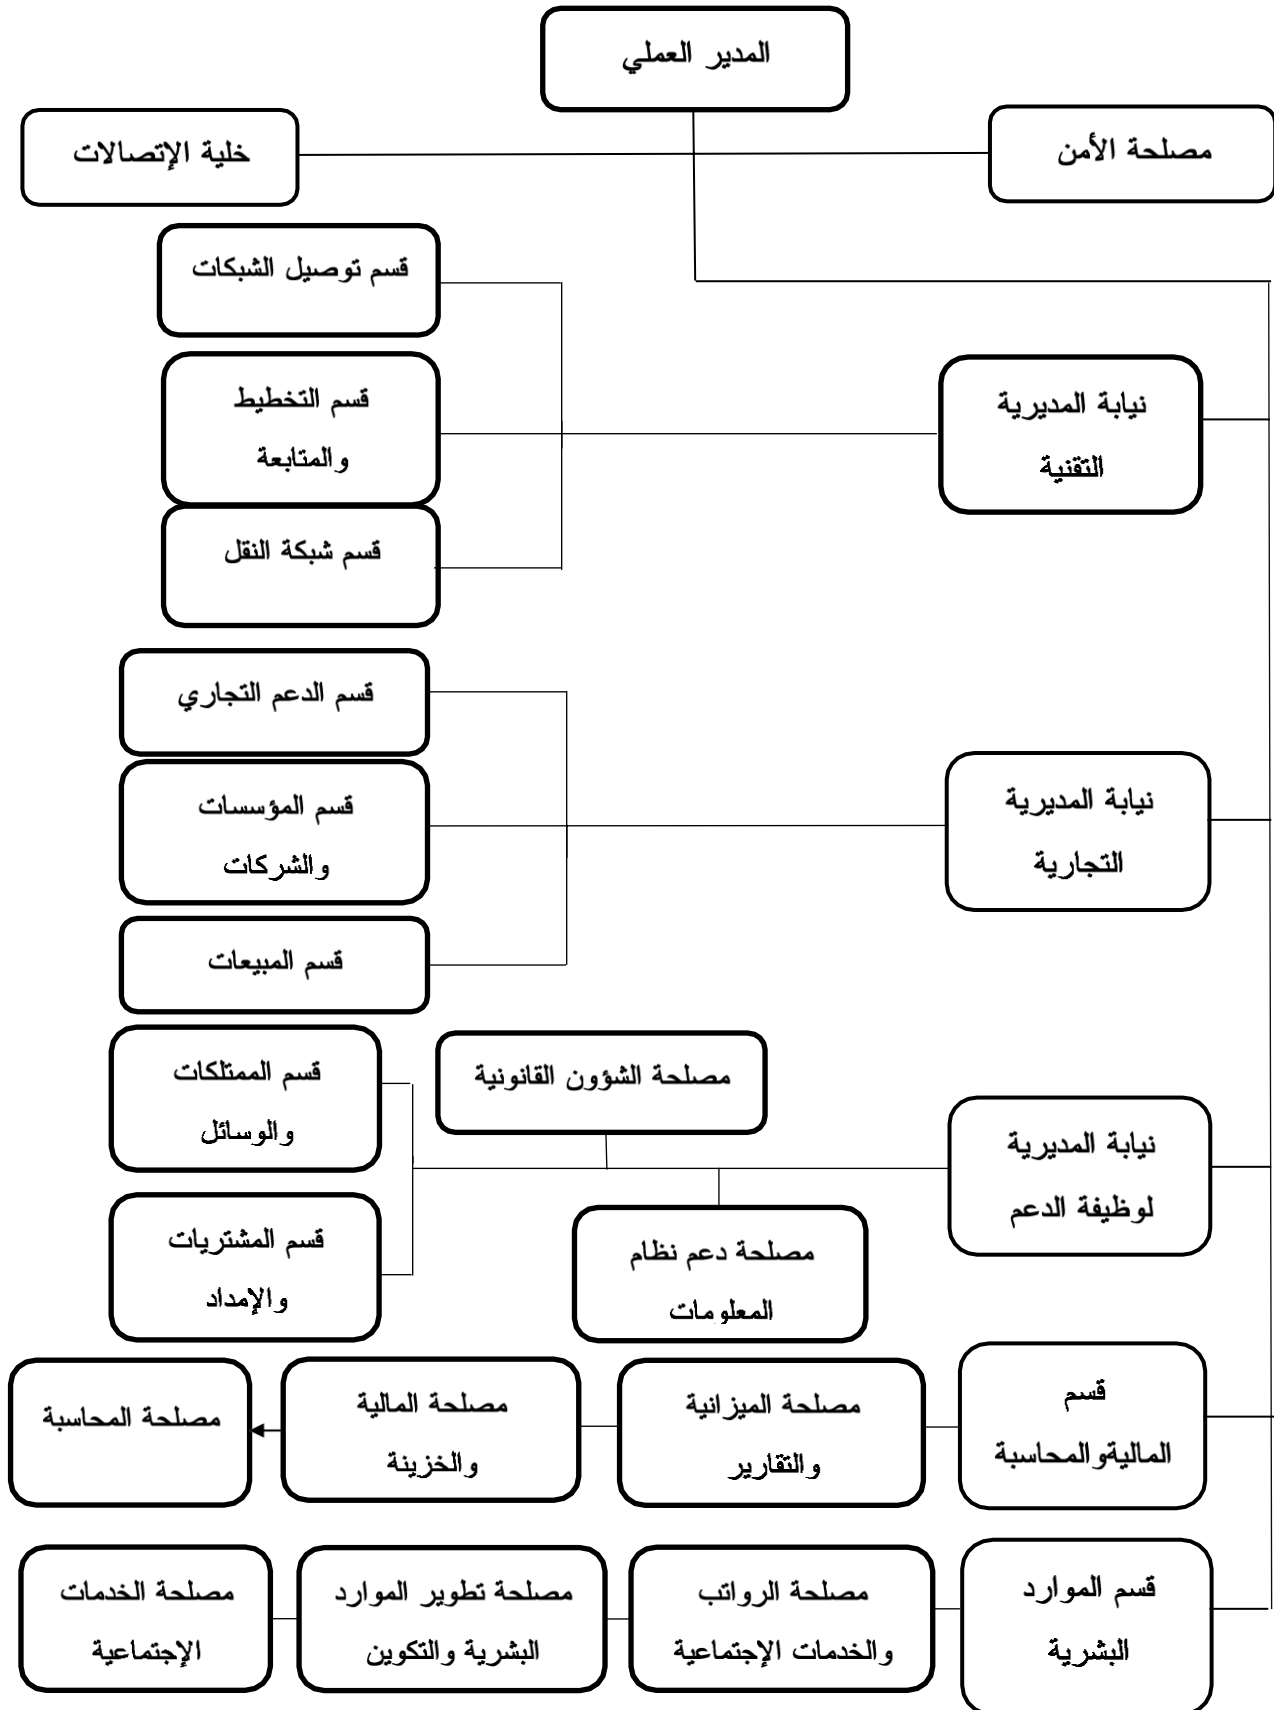 المدير العملي
مصلحة الأمن
خلية الإتصالات
قسم توصيل الشبكات
نيابة المديرية
التقنية
قسم التخطيط
والمتابعة
قسم شبكة النقل
قسم الدعم التجاري
نيابة المديرية
التجارية
قسم المؤسسات
والشركات
قسم المبيعات
نيابة المديرية
لوظيفة الدعم
مصلحة الشؤون القانونية
مصلحة دعم نظام
المعلومات
قسم الممتلكات
والوسائل
قسم المشتريات
والإمداد
قسم
الماليةوالمحاسبة
مصلحة الميزانية
والتقارير
مصلحة المالية
والخزينة
مصلحة المحاسبة
قسم الموارد
البشرية
مصلحة الرواتب
والخدمات الإجتماعية
مصلحة تطوير الموارد
البشرية والتكوين
مصلحة الخدمات
الإجتماعية